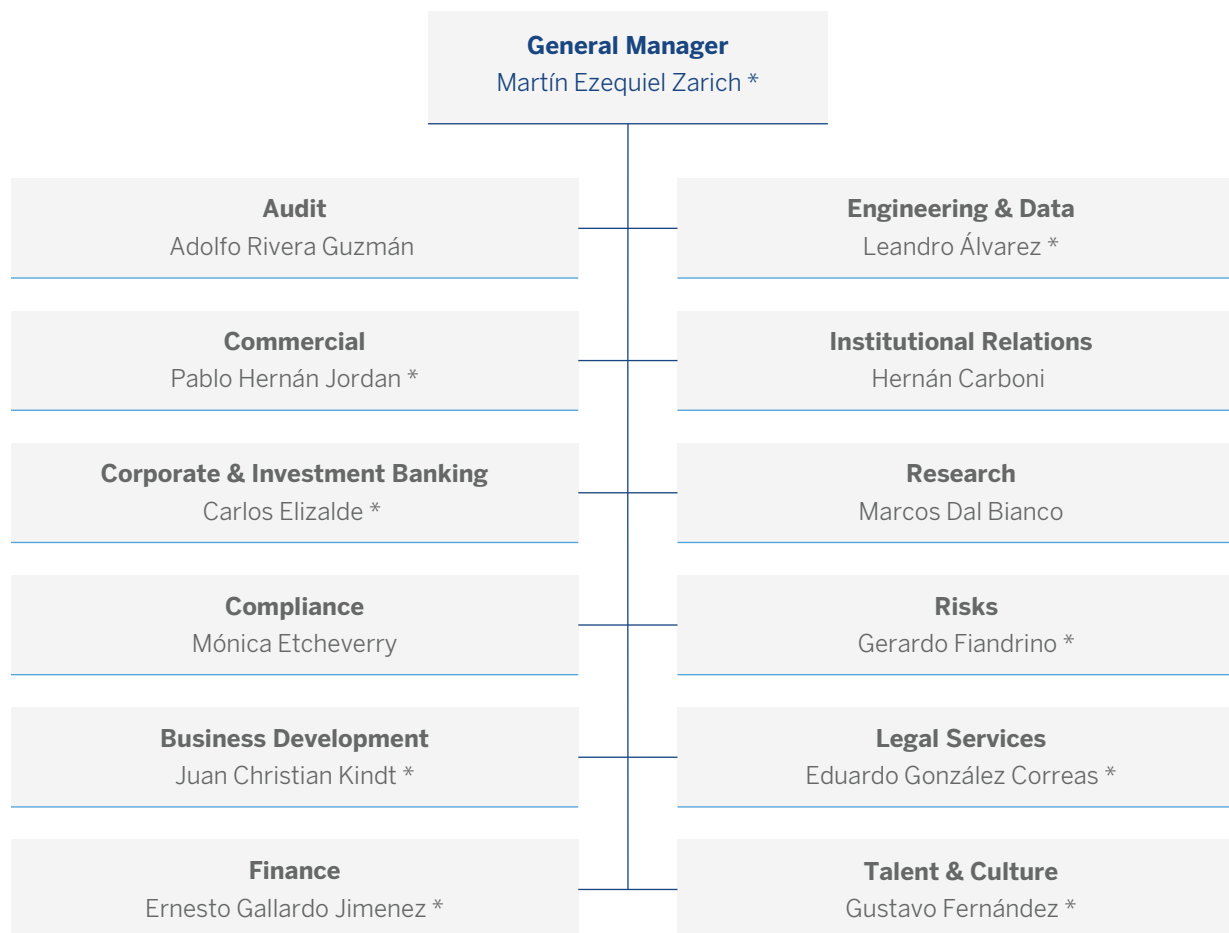 General Manager
Martín Ezequiel Zarich *
Audit
Adolfo Rivera Guzmán
Engineering & Data
Leandro Álvarez *
Commercial
Pablo Hernán Jordan *
Institutional Relations
Hernán Carboni
Corporate & Investment Banking
Carlos Elizalde *
Research
Marcos Dal Bianco
Compliance
Mónica Etcheverry
Risks
Gerardo Fiandrino *
Business Development
Juan Christian Kindt *
Legal Services
Eduardo González Correas *
Finance
Ernesto Gallardo Jimenez *
Talent & Culture
Gustavo Fernández *